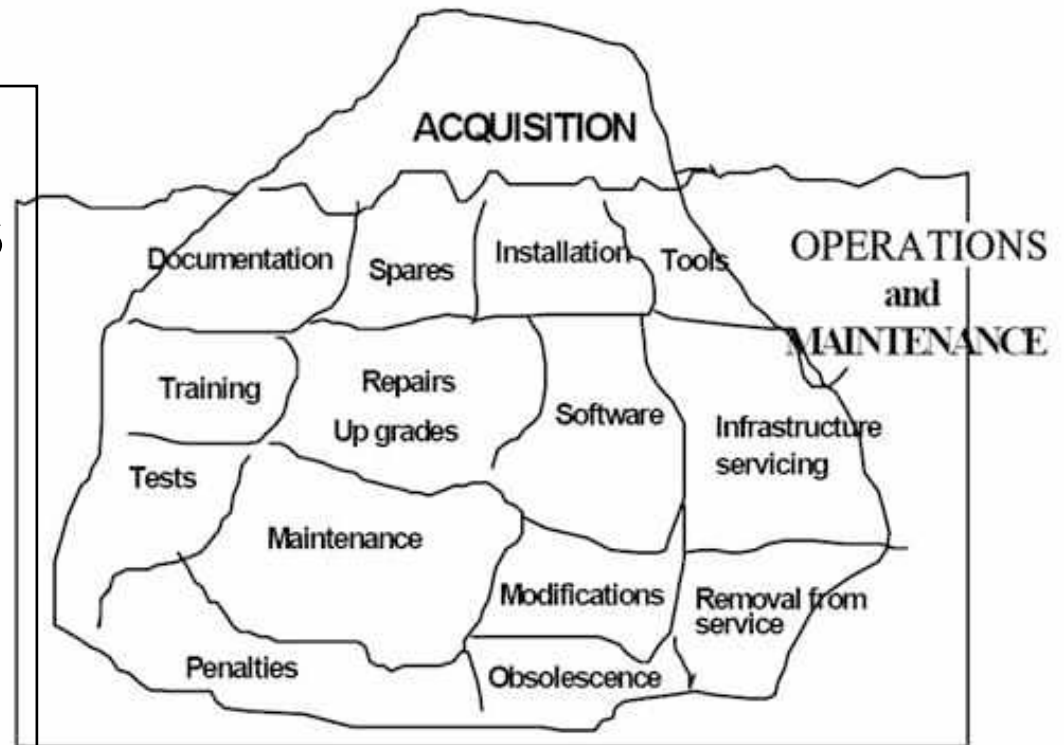 ACQUISITION
Documentation
Spares
Installation
Tools
OPERATIONS
and
MAINTENANCE
Training
Repairs
Up grades
Software
Infrastructure
servicing
Tests
Maintenance
Modifications
Removal from
service
Penalties
Obsolescence